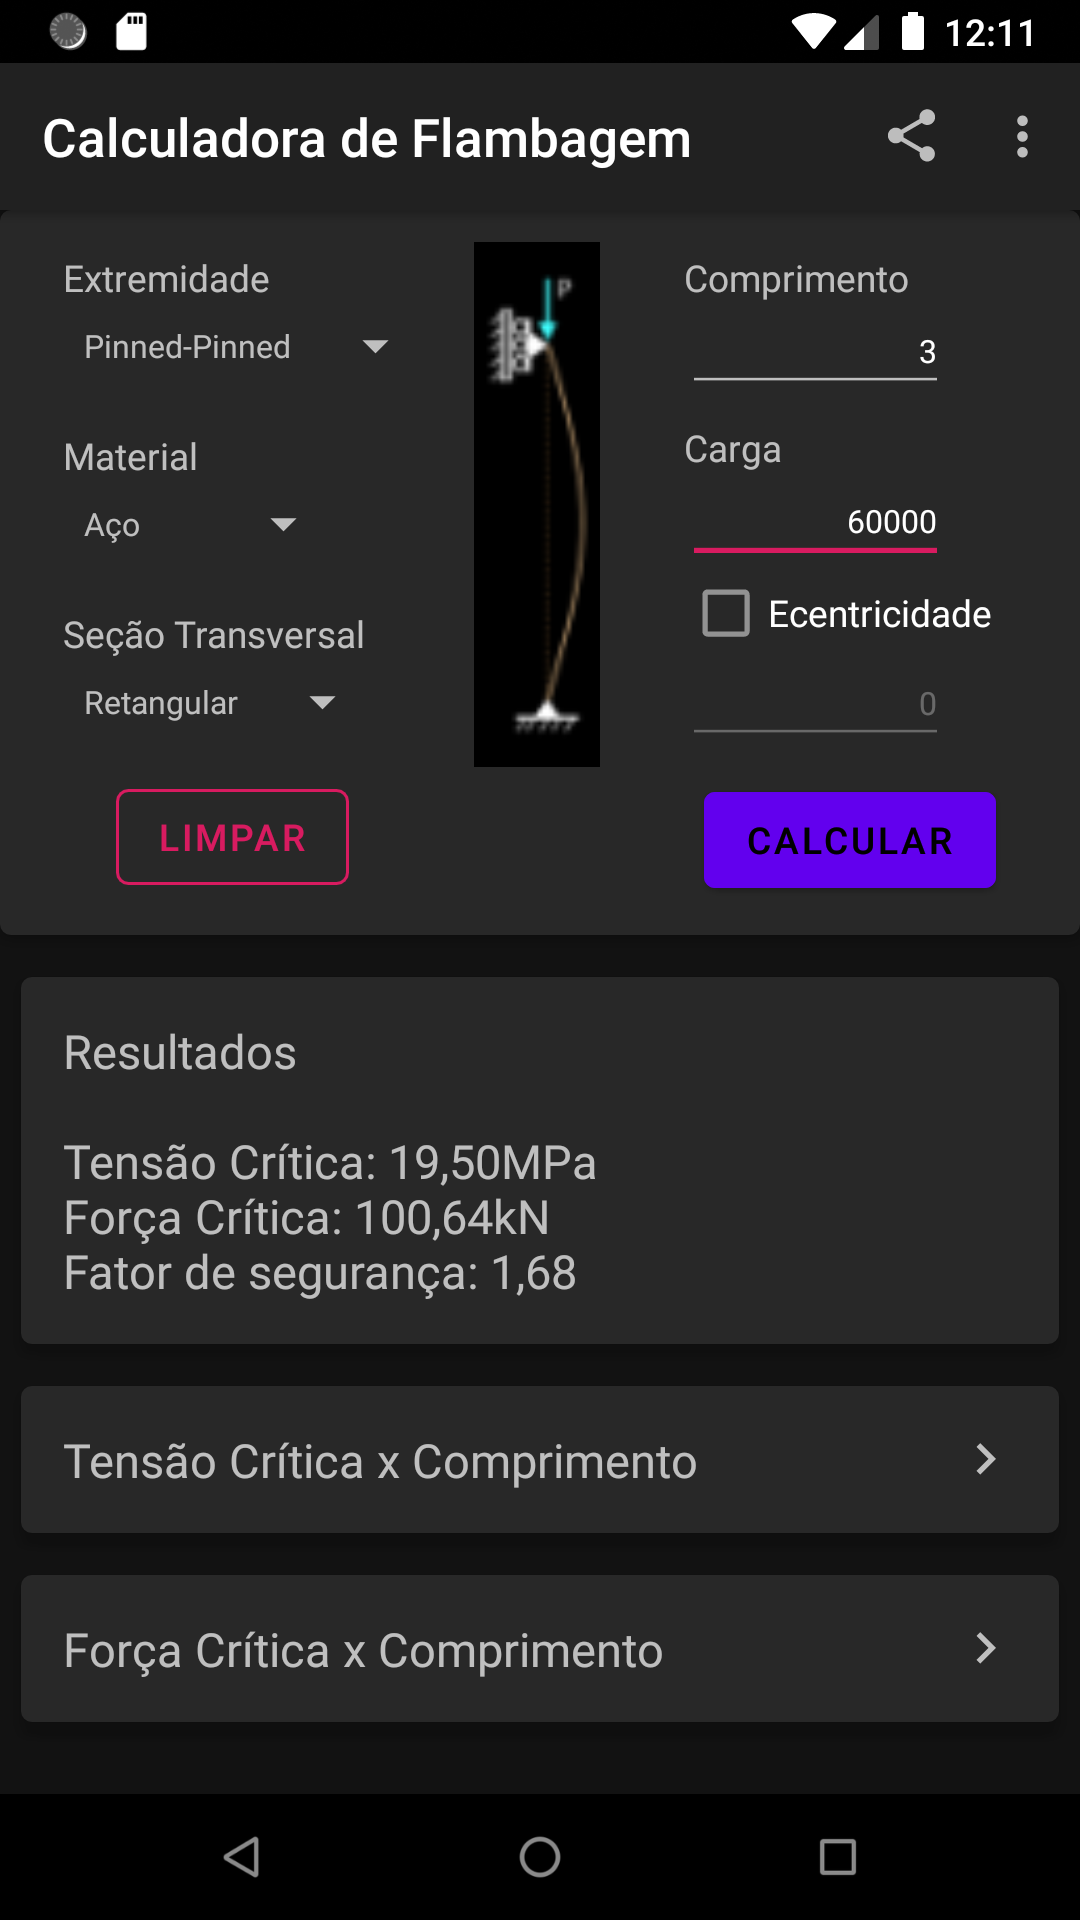 12:11
Calculadora de Flambagem
Extremidade
Pinned-Pinned
Material
Aço
Seção Transversal
Retangular
P
Comprimento
3
Carga
60000
Ecentricidade
0
LIMPAR
CALCULAR
Resultados
Tensão Crítica: 19,50MPa
Força Crítica: 100,64kN
Fator de segurança: 1,68
Tensão Crítica x Comprimento
Força Crítica x Comprimento